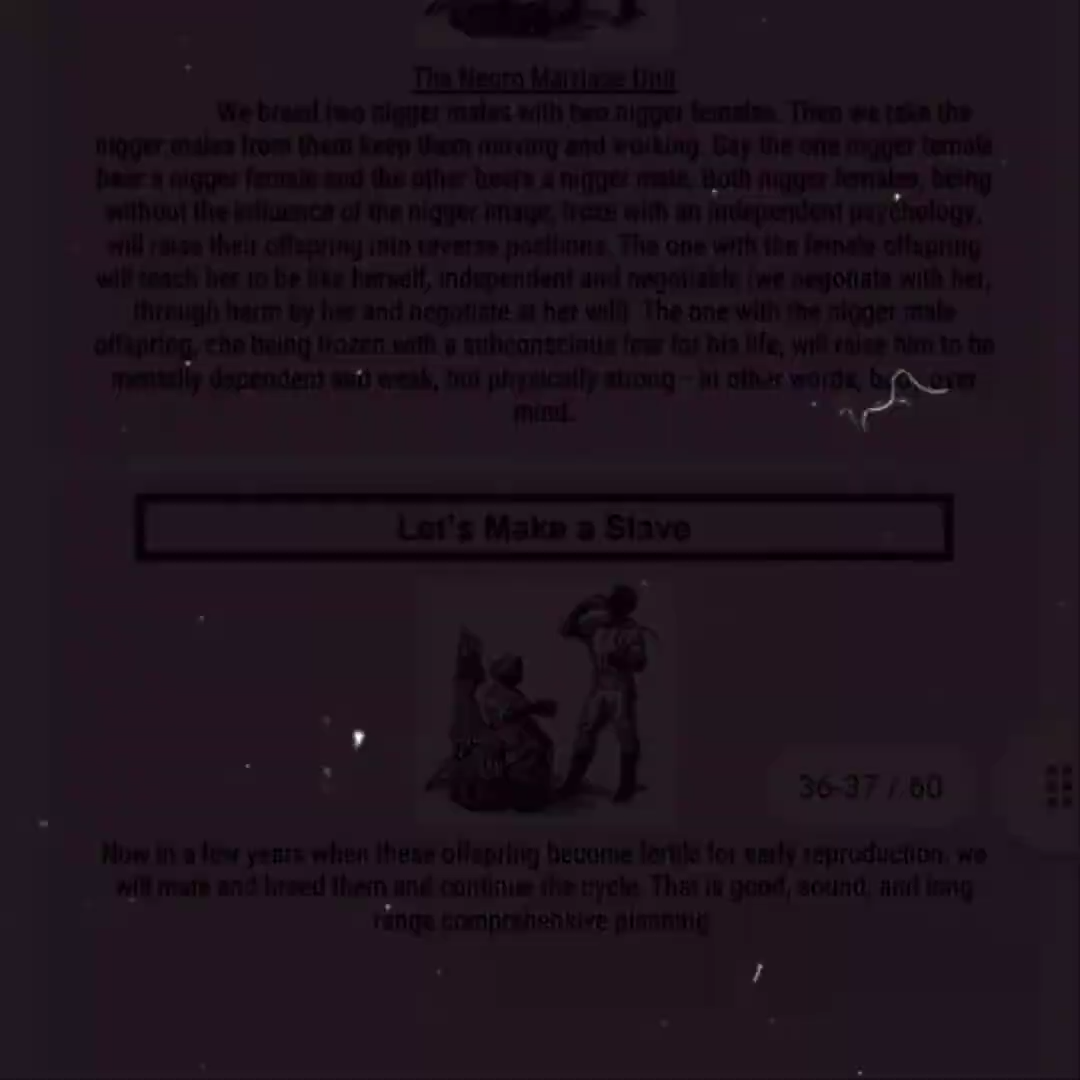 The Negro Marriage Unit
We breed two nigger males with two nigger females. Then we take the
nigger males from them keep them moving and working. Say the one nigger female
bear a nigger female and the other bears a nigger male. Both nigger females, being
without the influence of the nigger image, froze with an independent psychology,
will raise their offspring into reverse positions. The one with the female offspring
will teach her to be like herself, independent and negotiable (we negotiate with her,
through harm by her and negotiate at her will). The one with the nigger male
offspring, she being frozen with a subconscious fear for his life, will raise him to be
mentally dependent and weak, but physically strong - in other words, body over
mind.
Let's Make a Slave
36-37 / 60
Now in a few years when these offspring become fertile for early reproduction, we
will mate and breed them and continue the cycle. That is good, sound, and long
range comprehensive planning